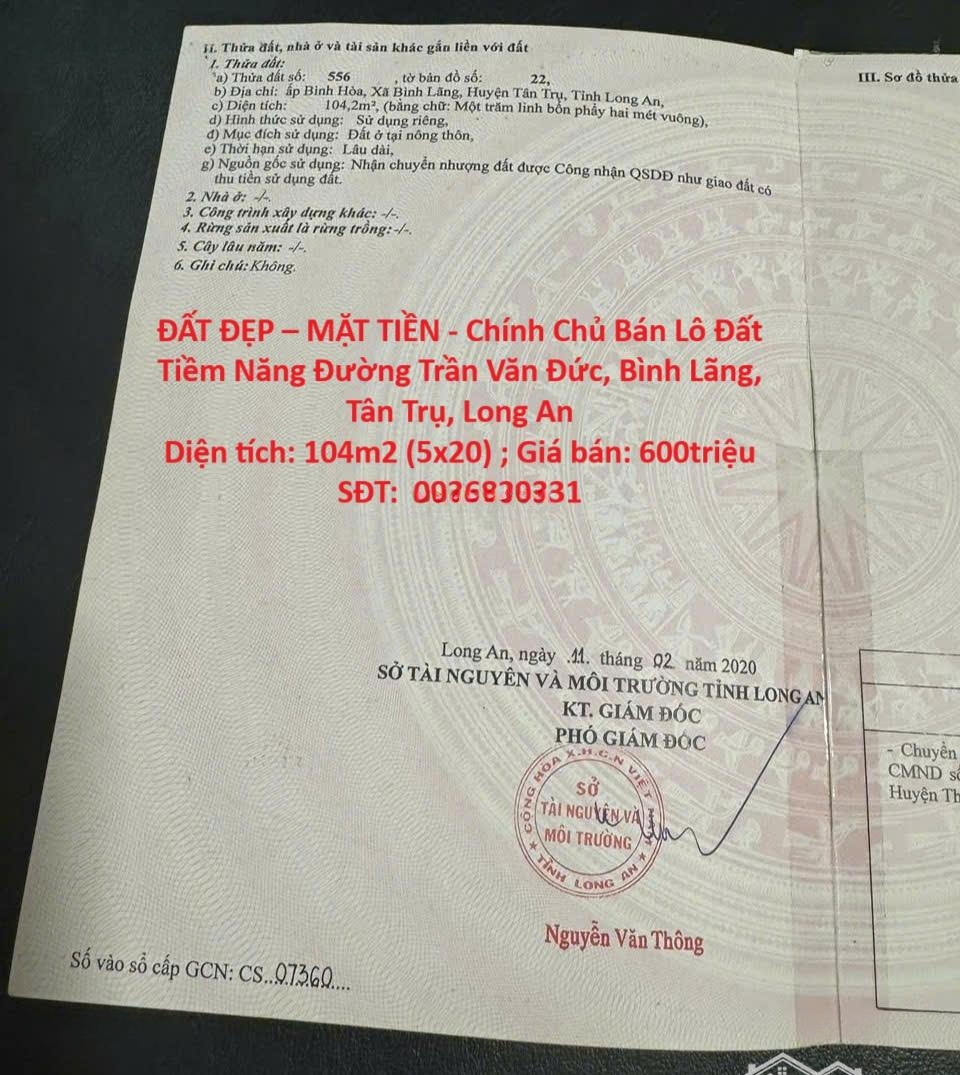 II. Thửa đất, nhà ở và tài sản khác gắn liền với đất
1. Thửa đất:
a) Thửa đất số: 556 , tờ bản đồ số: 22,
b) Địa chỉ: ấp Bình Hòa, Xã Bình Lãng, Huyện Tân Trụ, Tỉnh Long An,
c) Diện tích: 104,2m², (bằng chữ: Một trăm linh bốn phẩy hai mét vuông),
d) Hình thức sử dụng: Sử dụng riêng,
đ) Mục đích sử dụng: Đất ở tại nông thôn,
e) Thời hạn sử dụng: Lâu dài,
g) Nguồn gốc sử dụng: Nhận chuyển nhượng đất được Công nhận QSDĐ như giao đất có
thu tiền sử dụng đất.
2. Nhà ở: -/-.
3. Công trình xây dựng khác: -/-.
4. Rừng sản xuất là rừng trồng: -/-.
5. Cây lâu năm: -/-.
6. Ghi chú: Không.
III. Sơ đồ thửa
ĐẤT ĐẸP – MẶT TIỀN - Chính Chủ Bán Lô Đất
Tiềm Năng Đường Trần Văn Đức, Bình Lãng,
Tân Trụ, Long An
Diện tích: 104m2 (5x20) ; Giá bán: 600triệu
SĐT:
Long An, ngày .11. tháng 02 năm 2020
SỞ TÀI NGUYÊN VÀ MÔI TRƯỜNG TỈNH LONG AN
KT. GIÁM ĐỐC
PHÓ GIÁM ĐỐC
CỘNG HÒA X.H.C.N VIỆT NAM
SỞ
TÀI NGUYÊN VÀ
MÔI TRƯỜNG
TỈNH LONG AN
Nguyễn Văn Thông
- Chuyển
CMND số
Huyện Th
Số vào sổ cấp GCN: CS..07360....